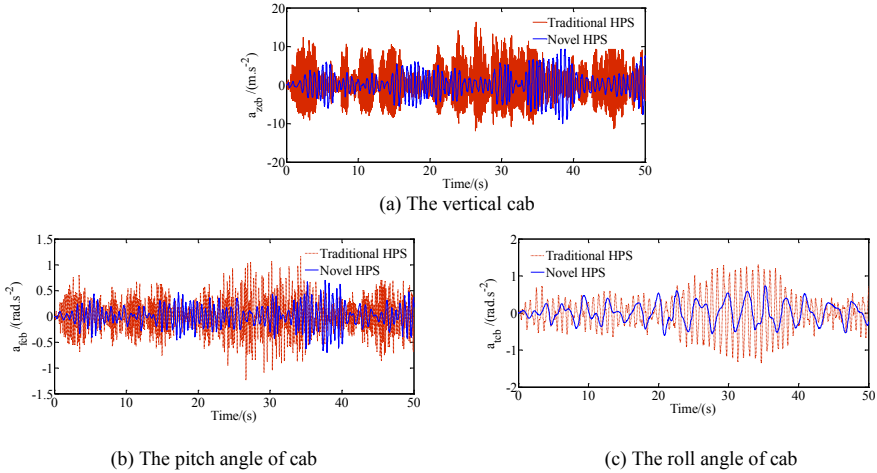 20
10
0
-10
-20
a_zcb /(m.s^-2)
Traditional HPS
Novel HPS
0 10 20 30 40 50
Time/(s)
(a) The vertical cab
1.5
1
0.5
0
-0.5
-1
-1.5
a_fcb /(rad.s^-2)
Traditional HPS
Novel HPS
0 10 20 30 40 50
Time/(s)
(b) The pitch angle of cab
2
1
0
-1
-2
a_tcb /(rad.s^-2)
Traditional HPS
Novel HPS
0 10 20 30 40 50
Time/(s)
(c) The roll angle of cab